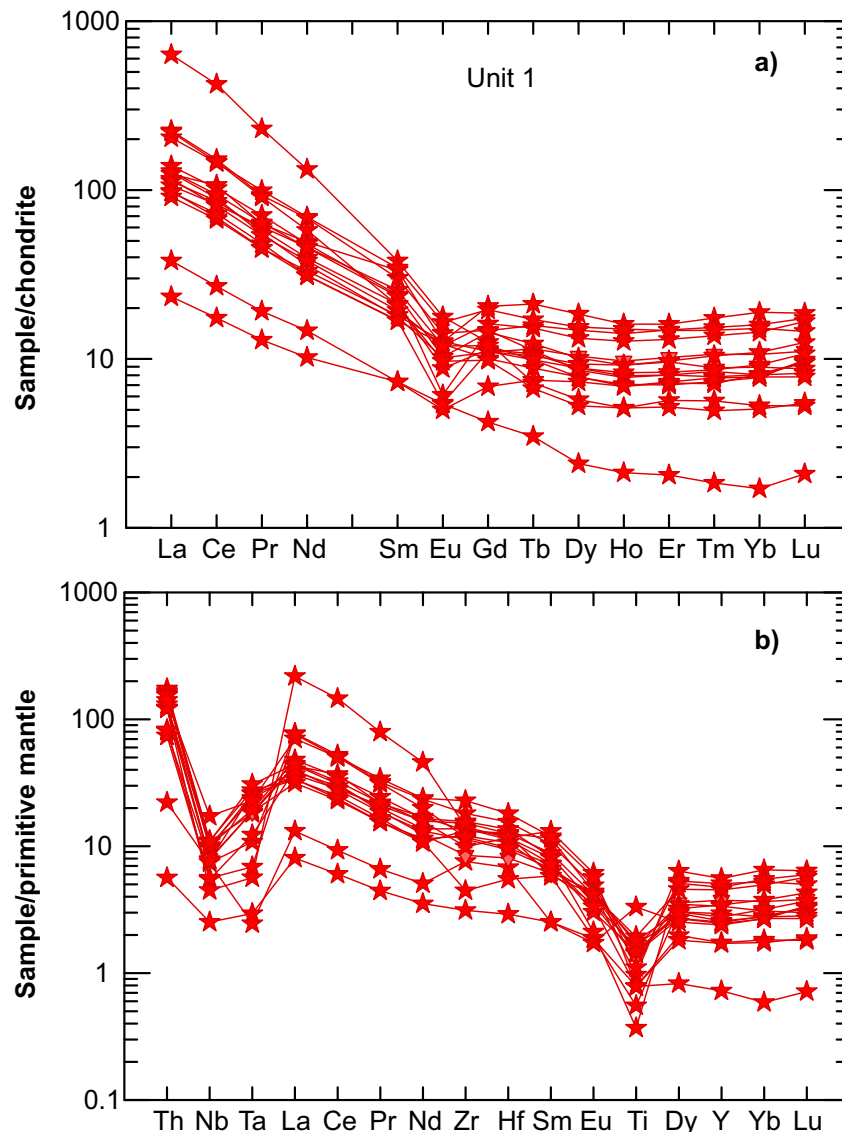 1000
a)
Unit 1
100
10
1
Sample/chondrite
La Ce Pr Nd Sm Eu Gd Tb Dy Ho Er Tm Yb Lu
1000
b)
100
10
1
0.1
Sample/primitive mantle
Th Nb Ta La Ce Pr Nd Zr Hf Sm Eu Ti Dy Y Yb Lu